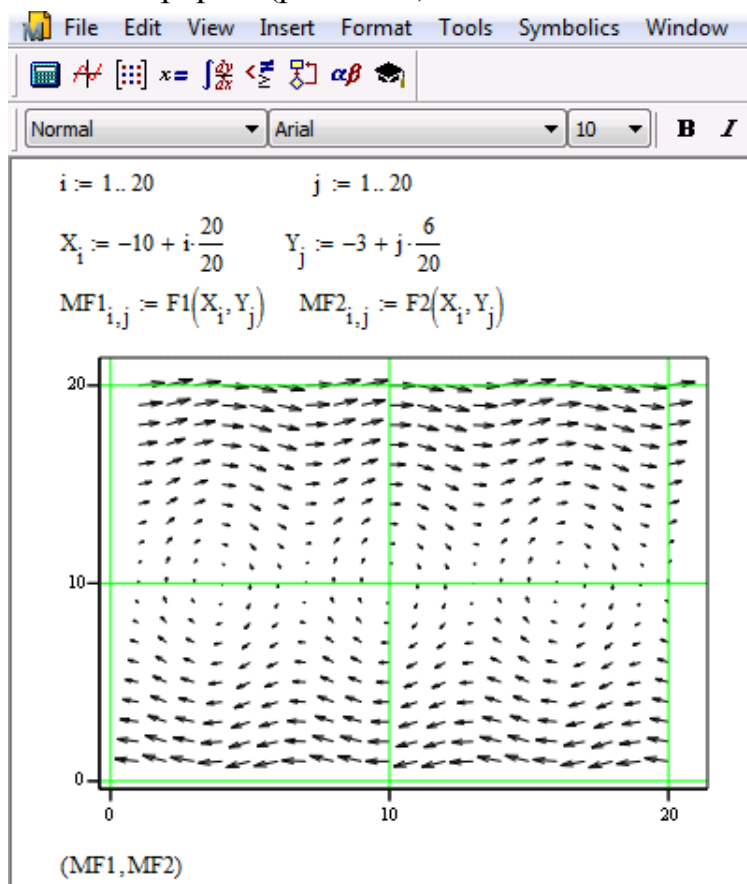 File Edit View Insert Format Tools Symbolics Window
Normal Arial 10 B I
i := 1.. 20 j := 1.. 20
X_i := −10 + i·20/20 Y_j := −3 + j·6/20
MF1_i,j := F1(X_i, Y_j) MF2_i,j := F2(X_i, Y_j)
20
10
0
0 10 20
(MF1, MF2)